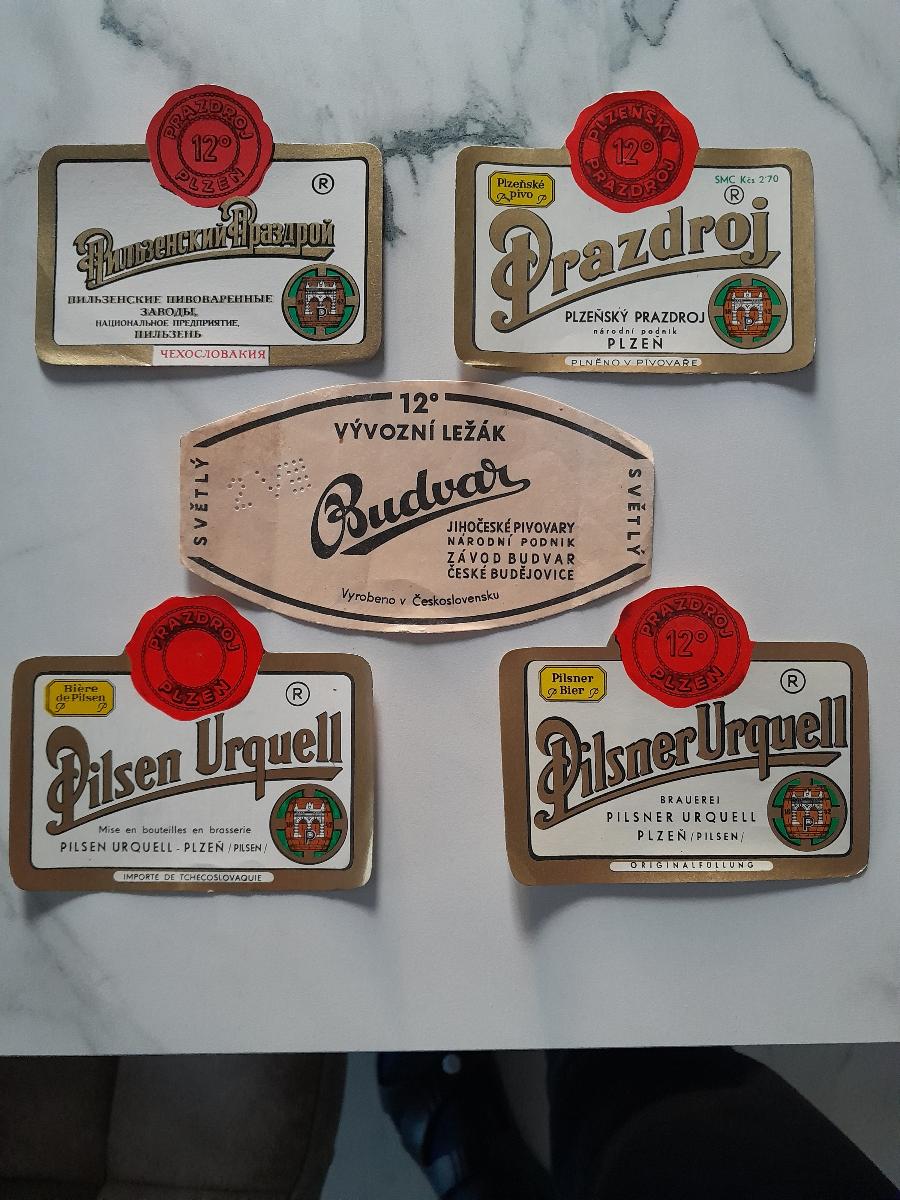 PRAZDROJ
12°
PLZEŇ
®
Пильзенский Праздрой
ПИЛЬЗЕНСКИЕ ПИВОВАРЕННЫЕ
ЗАВОДЫ,
НАЦИОНАЛЬНОЕ ПРЕДПРИЯТИЕ,
ПИЛЬЗЕНЬ
ЧЕХОСЛОВАКИЯ
PLZEŇSKÝ
12°
PRAZDROJ
Plzeňské
pivo
P P
SMC Kčs 2·70
®
Prazdroj
PLZEŇSKÝ PRAZDROJ
národní podnik
PLZEŇ
P
PLNĚNO V PIVOVAŘE
12°
VÝVOZNÍ LEŽÁK
SVĚTLÝ
Budvar
JIHOČESKÉ PIVOVARY
NÁRODNÍ PODNIK
ZÁVOD BUDVAR
ČESKÉ BUDĚJOVICE
SVĚTLÝ
Vyrobeno v Československu
PRAZDROJ
PLZEŇ
Bière
de Pilsen
P P
®
Pilsen Urquell
Mise en bouteilles en brasserie
PILSEN URQUELL - PLZEŇ /PILSEN/
P
IMPORTÉ DE TCHECOSLOVAQUIE
PRAZDROJ
12°
PLZEŇ
Pilsner
Bier
P P
®
Pilsner Urquell
BRAUEREI
PILSNER URQUELL
PLZEŇ /PILSEN/
P
ORIGINALFÜLLUNG